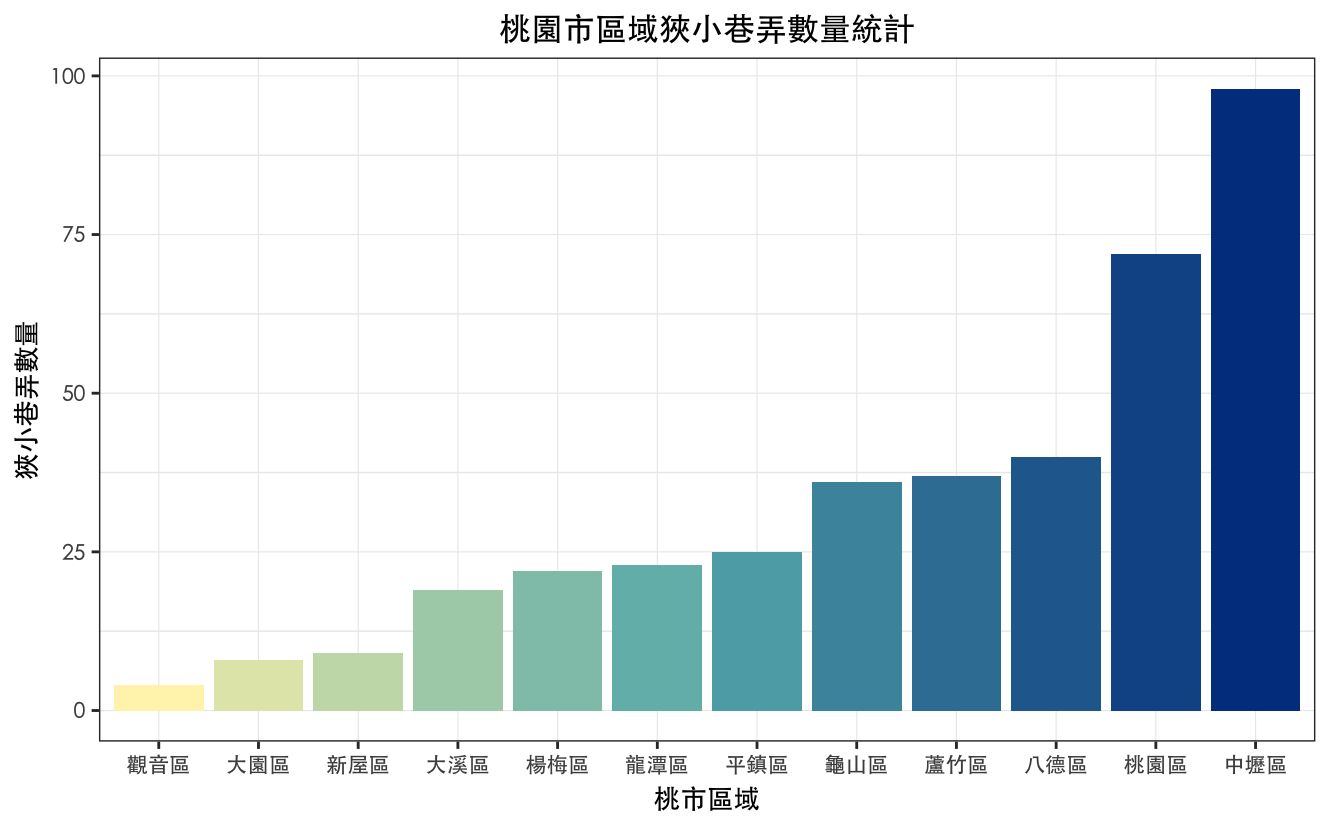 桃園市區域狹小巷弄數量統計
狹小巷弄數量
100
75
50
25
0
觀音區 大園區 新屋區 大溪區 楊梅區 龍潭區 平鎮區 龜山區 蘆竹區 八德區 桃園區 中壢區
桃市區域